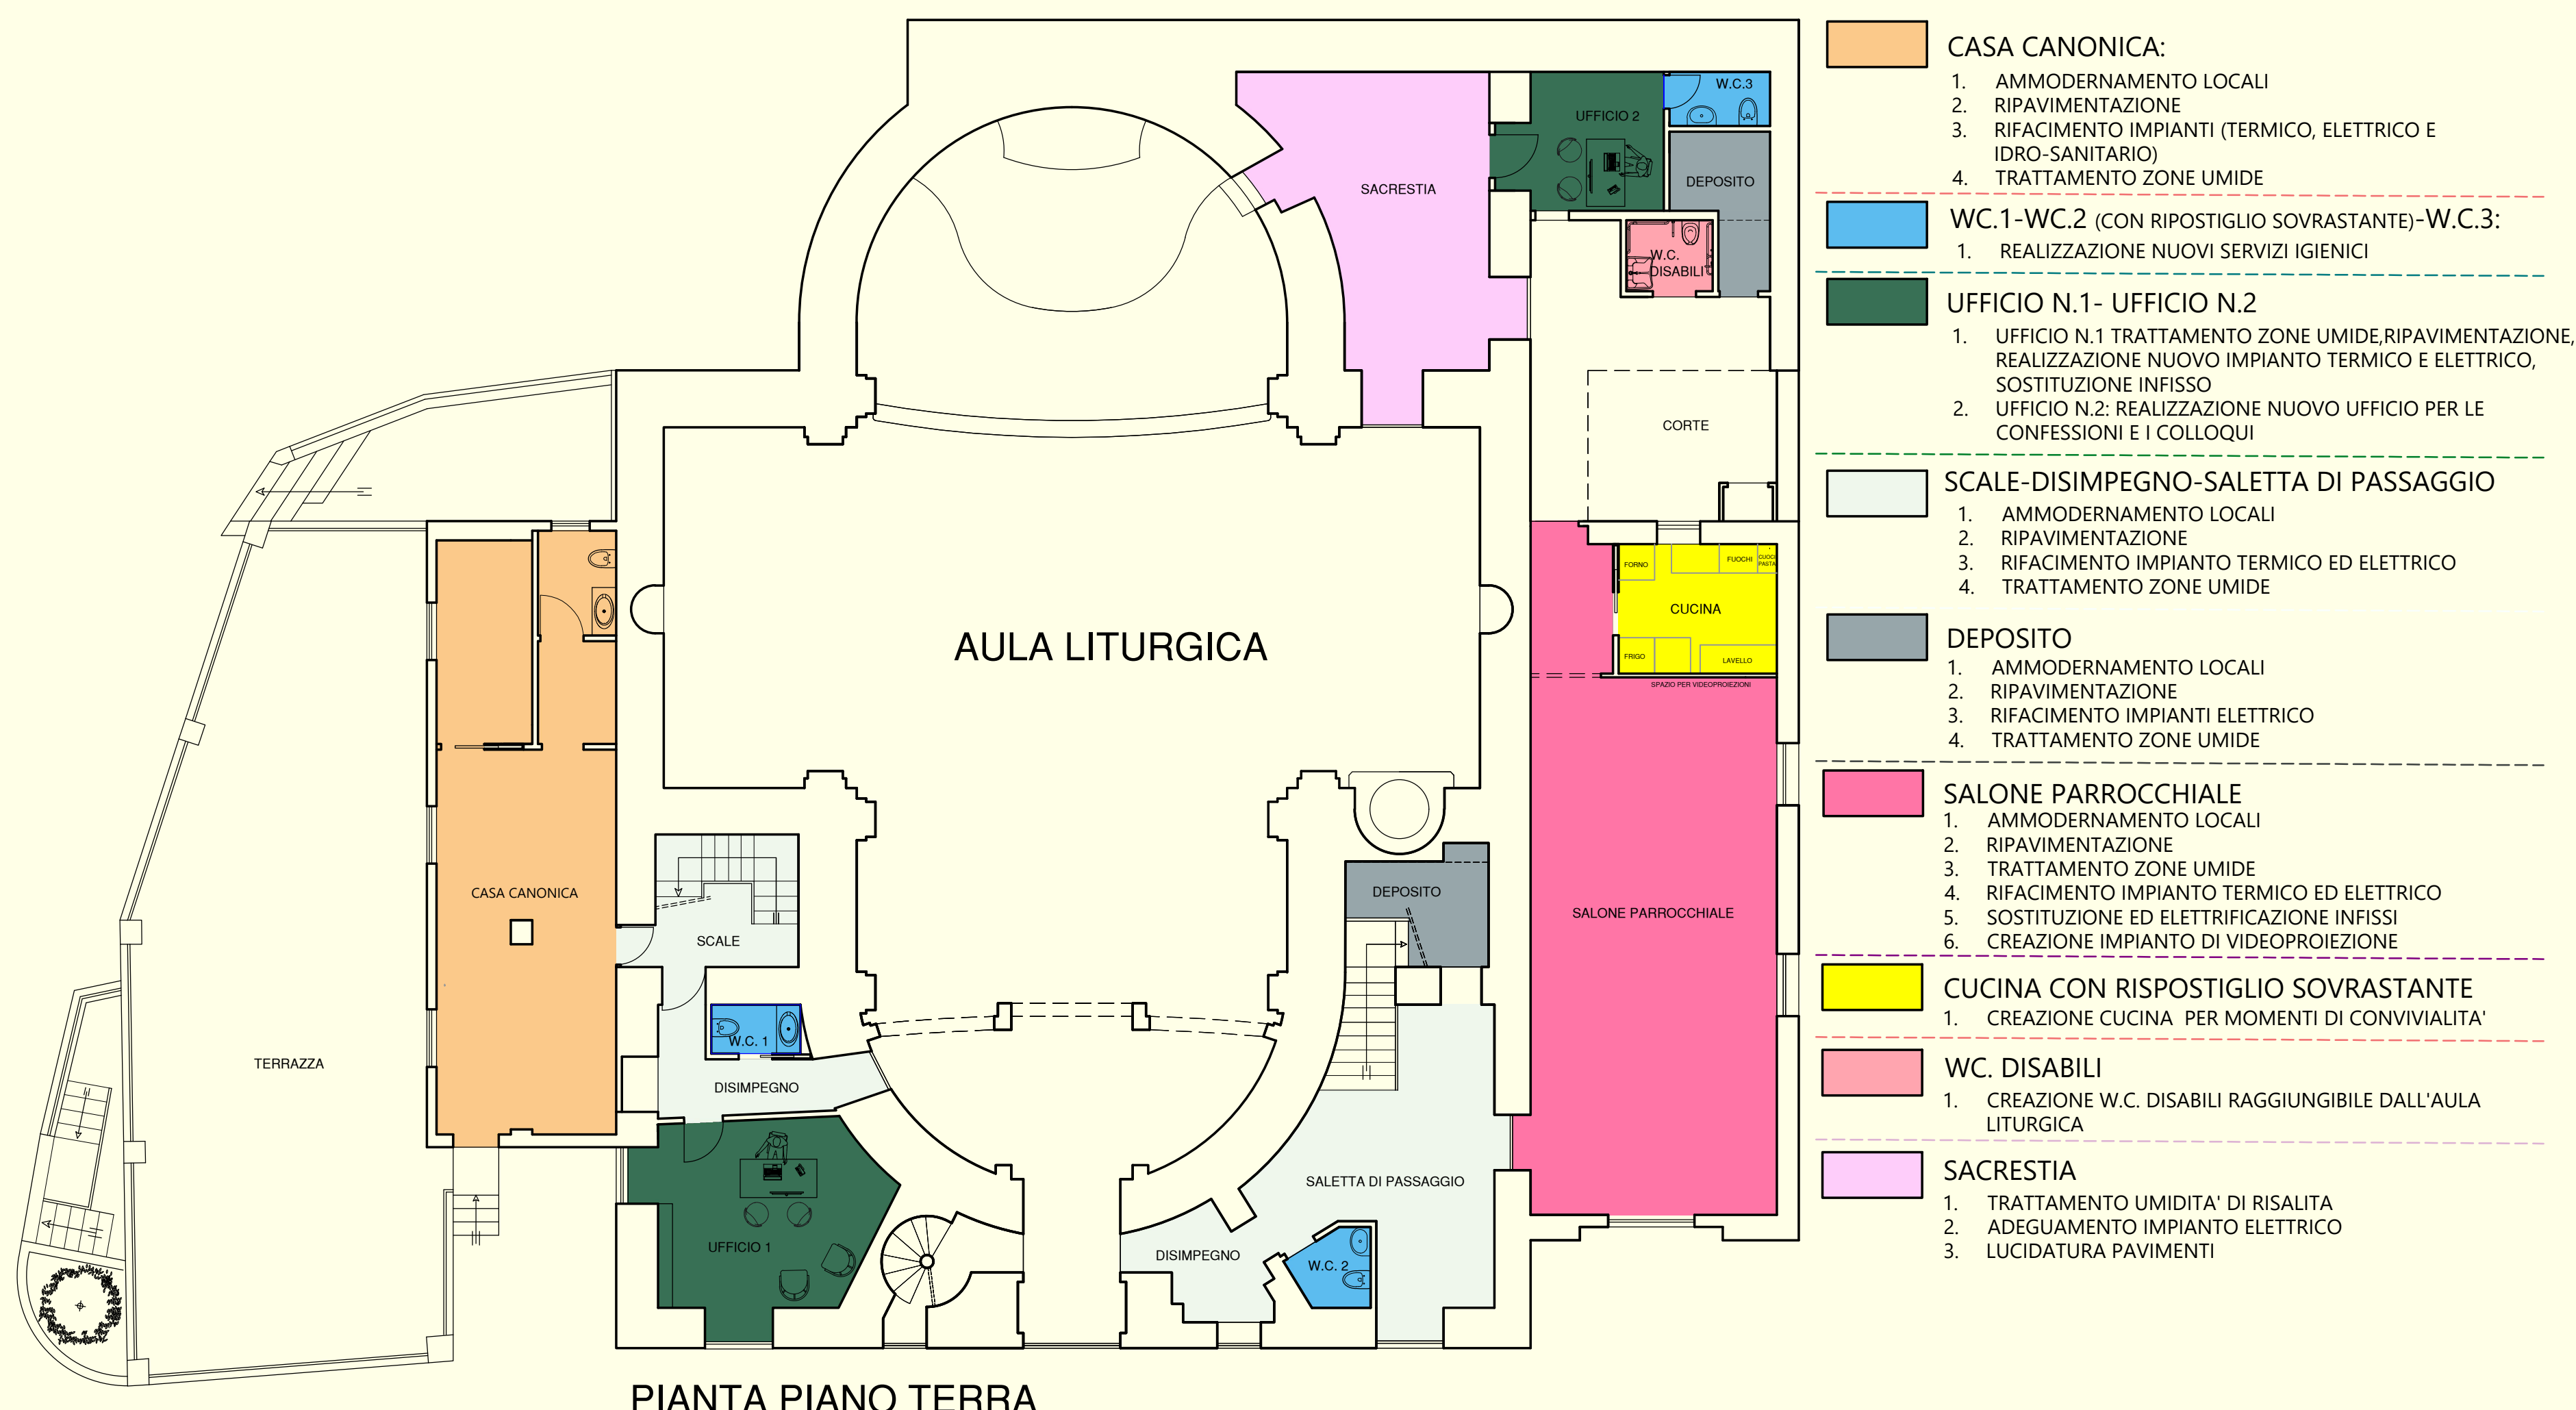 W.C.3
UFFICIO 2
SACRESTIA
DEPOSITO
W.C.
DISABILI
CORTE
FORNO
FUOCHI
CUOCI
PASTA
CUCINA
FRIGO
LAVELLO
SPAZIO PER VIDEOPROIEZIONI
AULA LITURGICA
CASA CANONICA
SCALE
DEPOSITO
SALONE PARROCCHIALE
W.C. 1
TERRAZZA
DISIMPEGNO
SALETTA DI PASSAGGIO
UFFICIO 1
DISIMPEGNO
W.C. 2
PIANTA PIANO TERRA
CASA CANONICA:
1. AMMODERNAMENTO LOCALI
2. RIPAVIMENTAZIONE
3. RIFACIMENTO IMPIANTI (TERMICO, ELETTRICO E
IDRO-SANITARIO)
4. TRATTAMENTO ZONE UMIDE
WC.1-WC.2 (CON RIPOSTIGLIO SOVRASTANTE)-W.C.3:
1. REALIZZAZIONE NUOVI SERVIZI IGIENICI
UFFICIO N.1- UFFICIO N.2
1. UFFICIO N.1 TRATTAMENTO ZONE UMIDE,RIPAVIMENTAZIONE,
REALIZZAZIONE NUOVO IMPIANTO TERMICO E ELETTRICO,
SOSTITUZIONE INFISSO
2. UFFICIO N.2: REALIZZAZIONE NUOVO UFFICIO PER LE
CONFESSIONI E I COLLOQUI
SCALE-DISIMPEGNO-SALETTA DI PASSAGGIO
1. AMMODERNAMENTO LOCALI
2. RIPAVIMENTAZIONE
3. RIFACIMENTO IMPIANTO TERMICO ED ELETTRICO
4. TRATTAMENTO ZONE UMIDE
DEPOSITO
1. AMMODERNAMENTO LOCALI
2. RIPAVIMENTAZIONE
3. RIFACIMENTO IMPIANTI ELETTRICO
4. TRATTAMENTO ZONE UMIDE
SALONE PARROCCHIALE
1. AMMODERNAMENTO LOCALI
2. RIPAVIMENTAZIONE
3. TRATTAMENTO ZONE UMIDE
4. RIFACIMENTO IMPIANTO TERMICO ED ELETTRICO
5. SOSTITUZIONE ED ELETTRIFICAZIONE INFISSI
6. CREAZIONE IMPIANTO DI VIDEOPROIEZIONE
CUCINA CON RISPOSTIGLIO SOVRASTANTE
1. CREAZIONE CUCINA PER MOMENTI DI CONVIVIALITA'
WC. DISABILI
1. CREAZIONE W.C. DISABILI RAGGIUNGIBILE DALL'AULA
LITURGICA
SACRESTIA
1. TRATTAMENTO UMIDITA' DI RISALITA
2. ADEGUAMENTO IMPIANTO ELETTRICO
3. LUCIDATURA PAVIMENTI